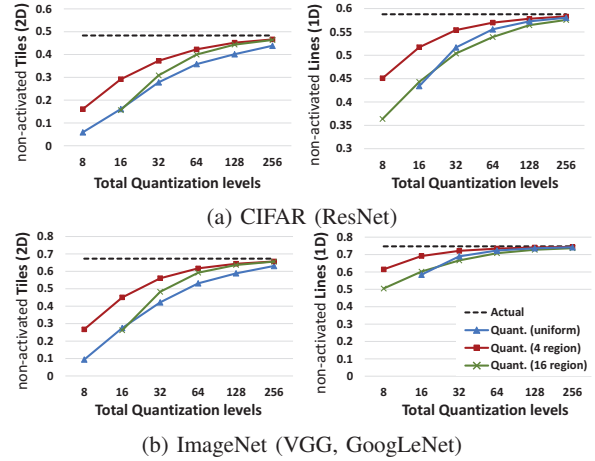 non-activated Tiles (2D)
0.6
0.5
0.4
0.3
0.2
0.1
0
8 16 32 64 128 256
Total Quantization levels
non-activated Lines (1D)
0.6
0.55
0.5
0.45
0.4
0.35
0.3
8 16 32 64 128 256
Total Quantization levels
(a) CIFAR (ResNet)
non-activated Tiles (2D)
0.8
0.7
0.6
0.5
0.4
0.3
0.2
0.1
0
8 16 32 64 128 256
Total Quantization levels
non-activated Lines (1D)
0.8
0.7
0.6
0.5
0.4
0.3
0.2
0.1
0
Actual
Quant. (uniform)
Quant. (4 region)
Quant. (16 region)
8 16 32 64 128 256
Total Quantization levels
(b) ImageNet (VGG, GoogLeNet)